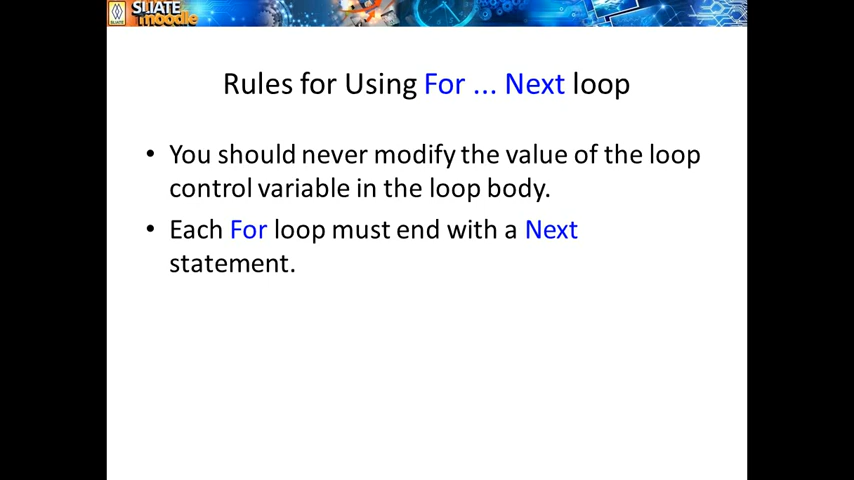 SLIATE
moodle
SLIATE
Rules for Using For ... Next loop
• You should never modify the value of the loop
control variable in the loop body.
• Each For loop must end with a Next
statement.